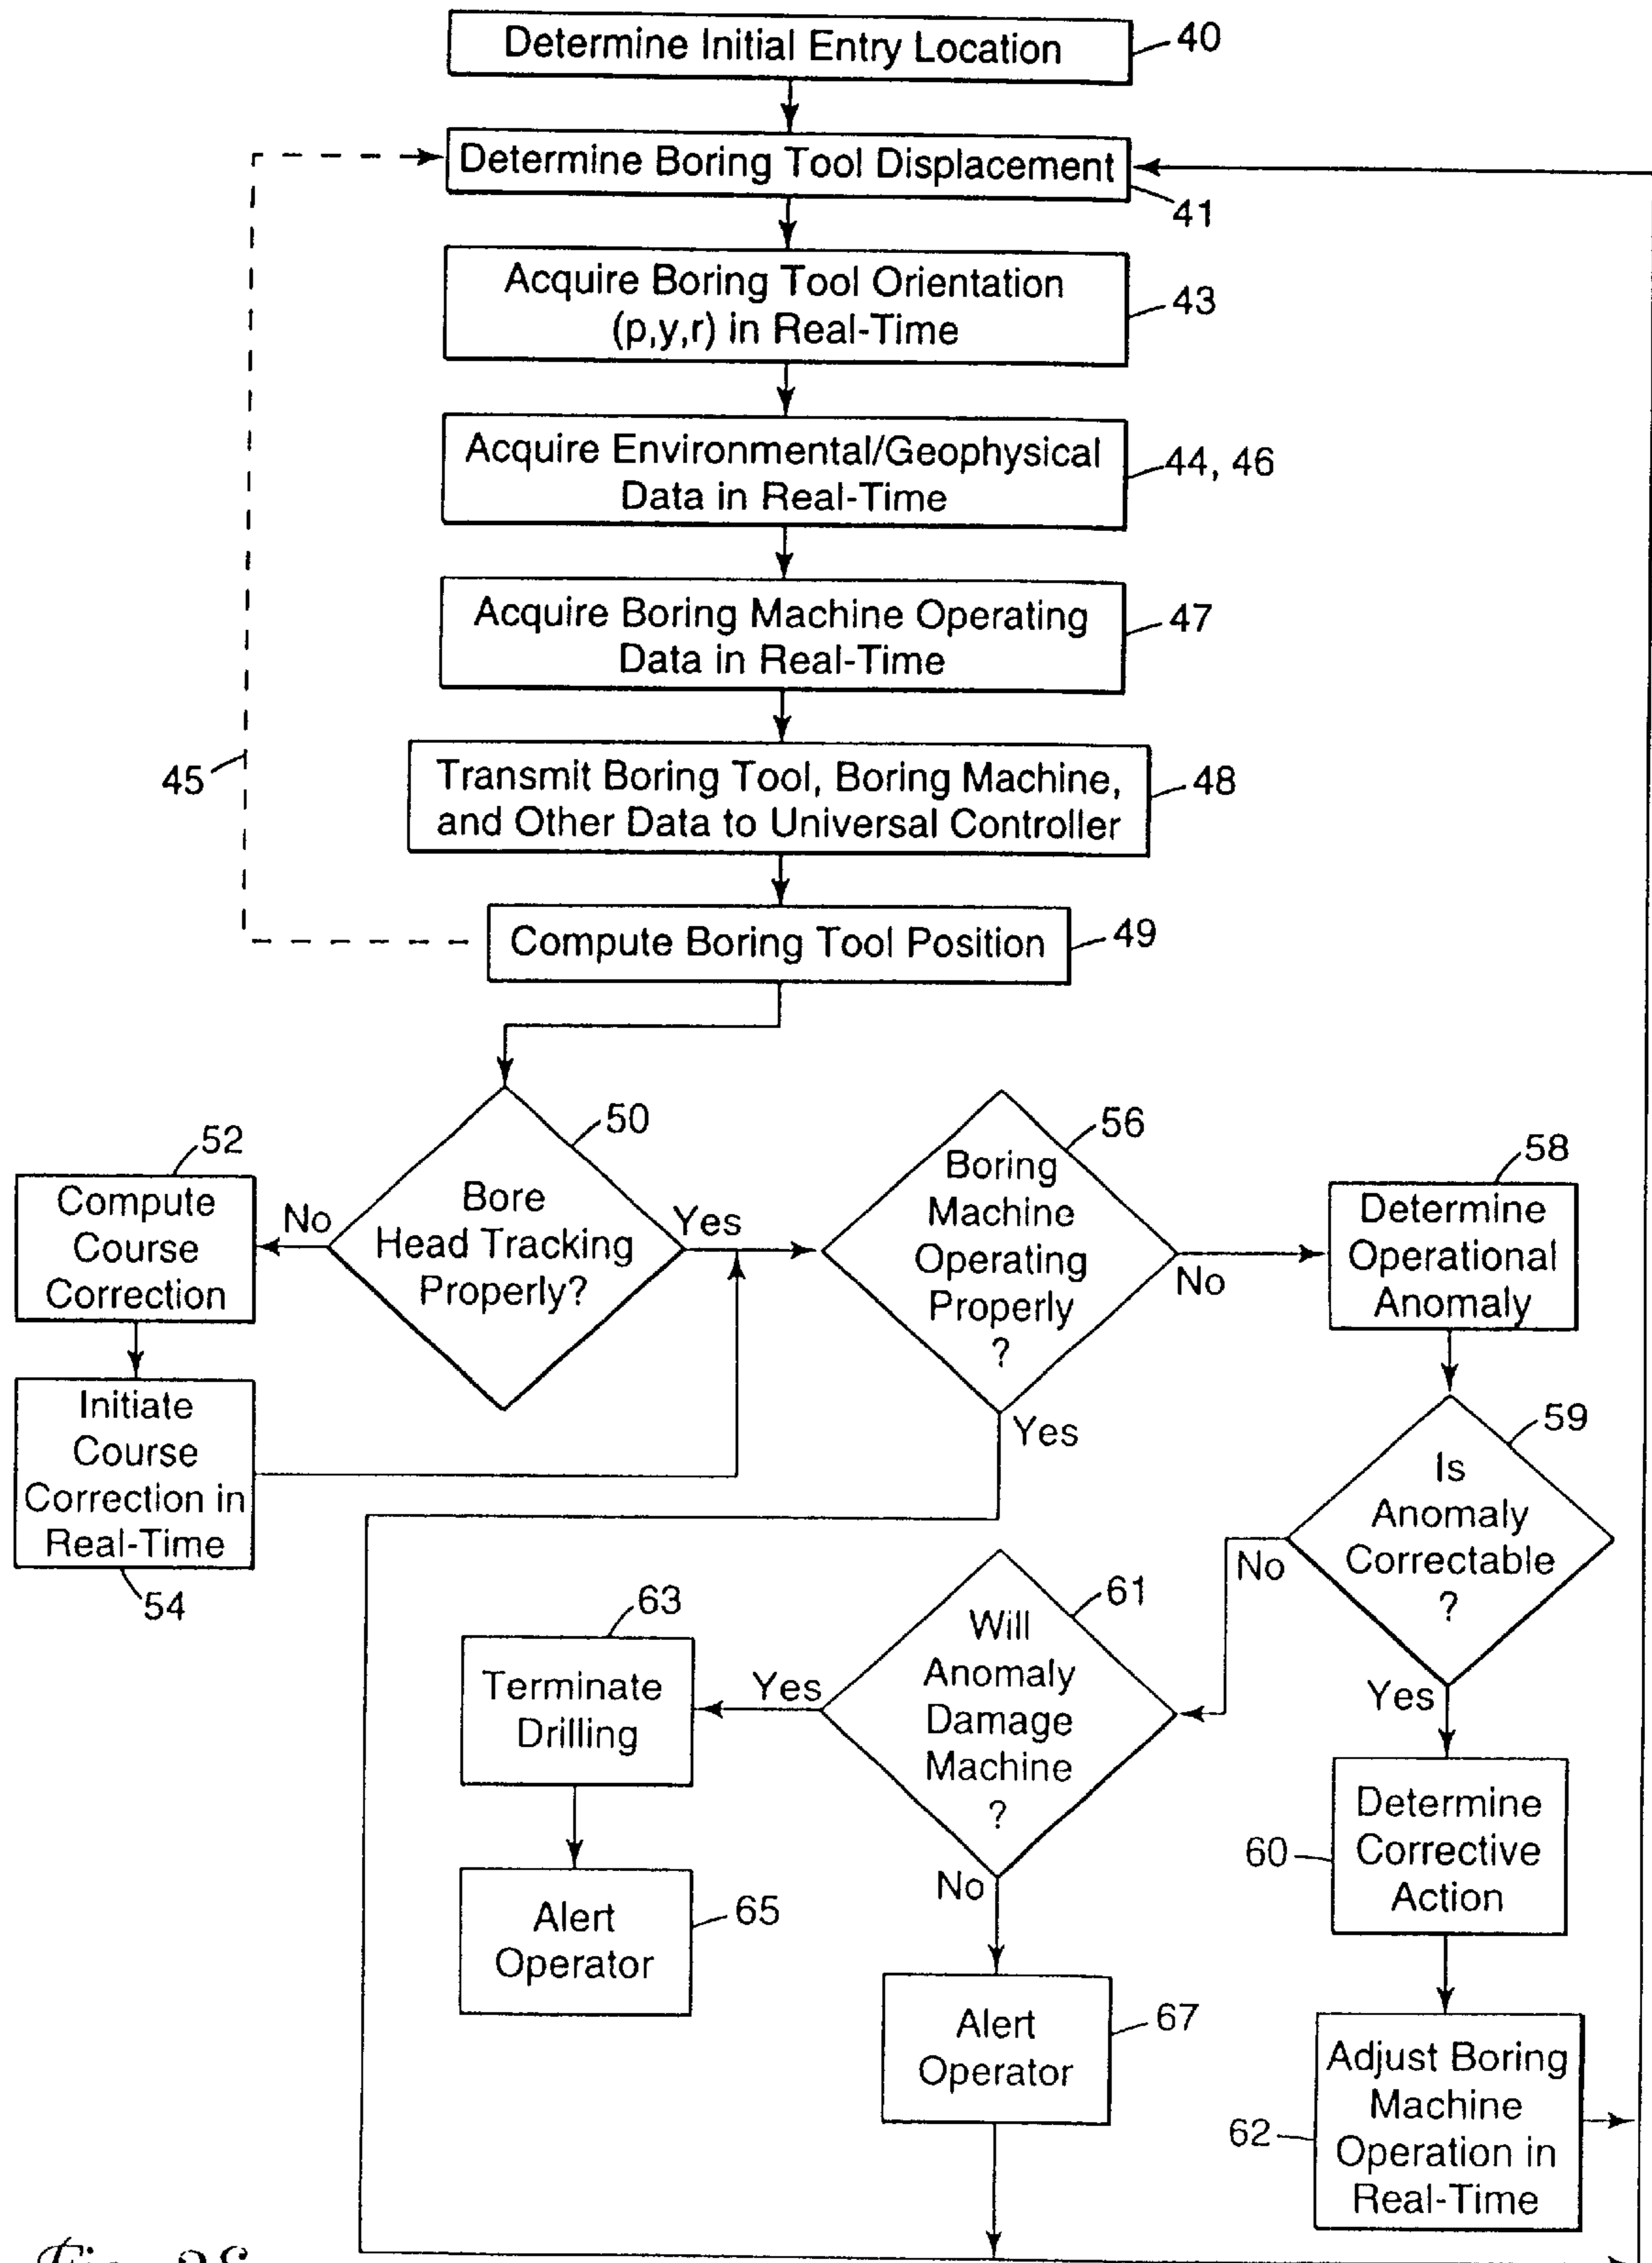 Determine Initial Entry Location
40
Determine Boring Tool Displacement
41
Acquire Boring Tool Orientation
(p,y,r) in Real-Time
43
Acquire Environmental/Geophysical
Data in Real-Time
44, 46
Acquire Boring Machine Operating
Data in Real-Time
47
45
Transmit Boring Tool, Boring Machine,
and Other Data to Universal Controller
48
Compute Boring Tool Position
49
50
Bore
Head Tracking
Properly?
No
Yes
52
Compute
Course
Correction
Initiate
Course
Correction in
Real-Time
54
56
Boring
Machine
Operating
Properly
?
No
Yes
58
Determine
Operational
Anomaly
59
Is
Anomaly
Correctable
?
No
Yes
61
Will
Anomaly
Damage
Machine
?
Yes
No
63
Terminate
Drilling
Alert
Operator
65
Alert
Operator
67
60
Determine
Corrective
Action
62
Adjust Boring
Machine
Operation in
Real-Time